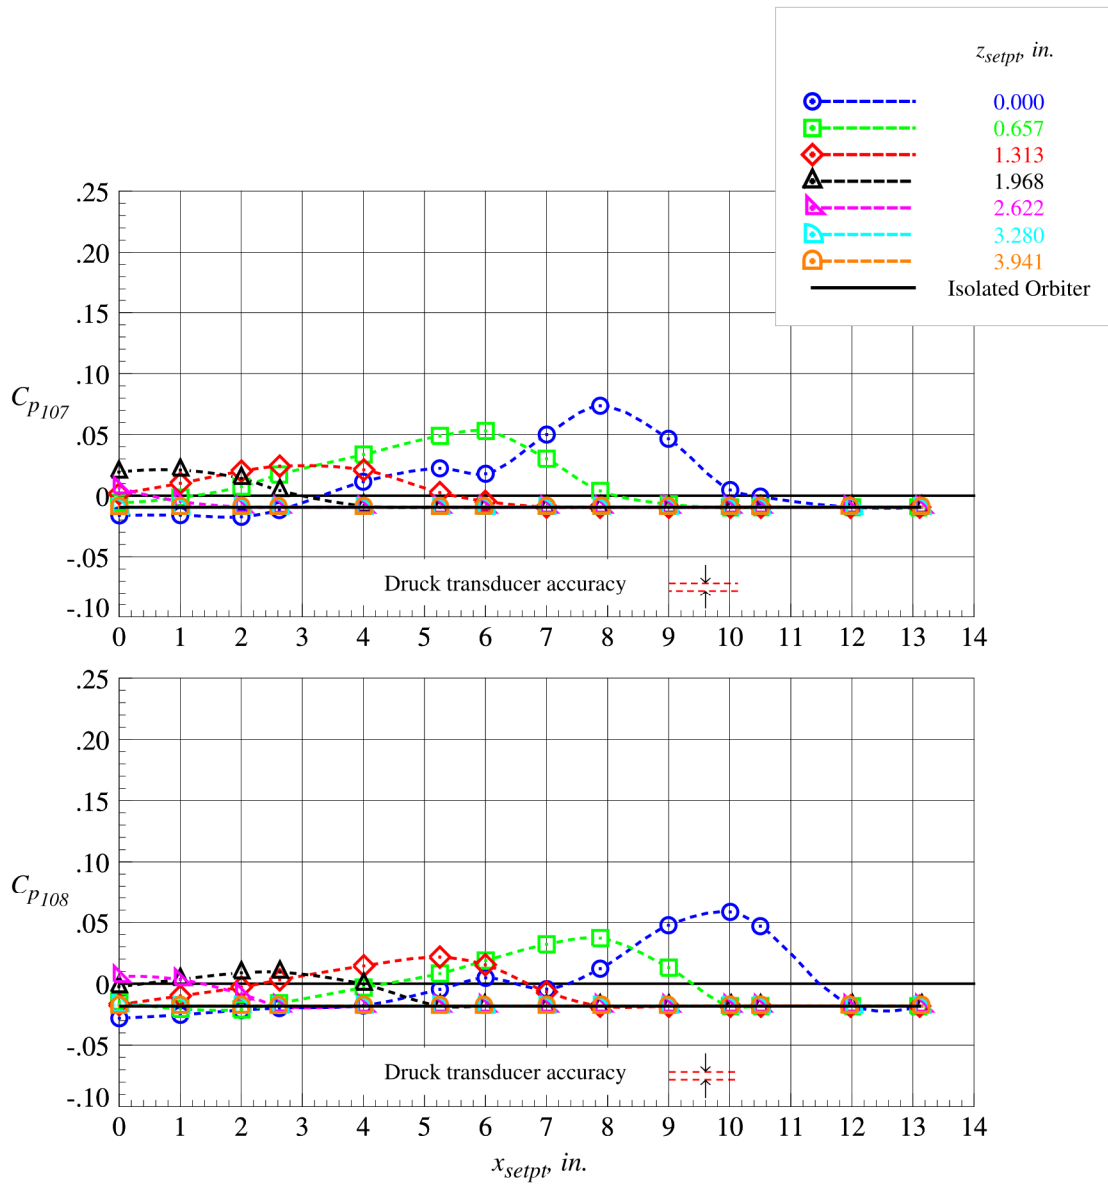 z_setpt, in.
0.000
0.657
1.313
1.968
2.622
3.280
3.941
Isolated Orbiter
.25
.20
.15
.10
.05
0
-.05
-.10
C_p_107
Druck transducer accuracy
0 1 2 3 4 5 6 7 8 9 10 11 12 13 14
.25
.20
.15
.10
.05
0
-.05
-.10
C_p_108
Druck transducer accuracy
0 1 2 3 4 5 6 7 8 9 10 11 12 13 14
x_setpt, in.